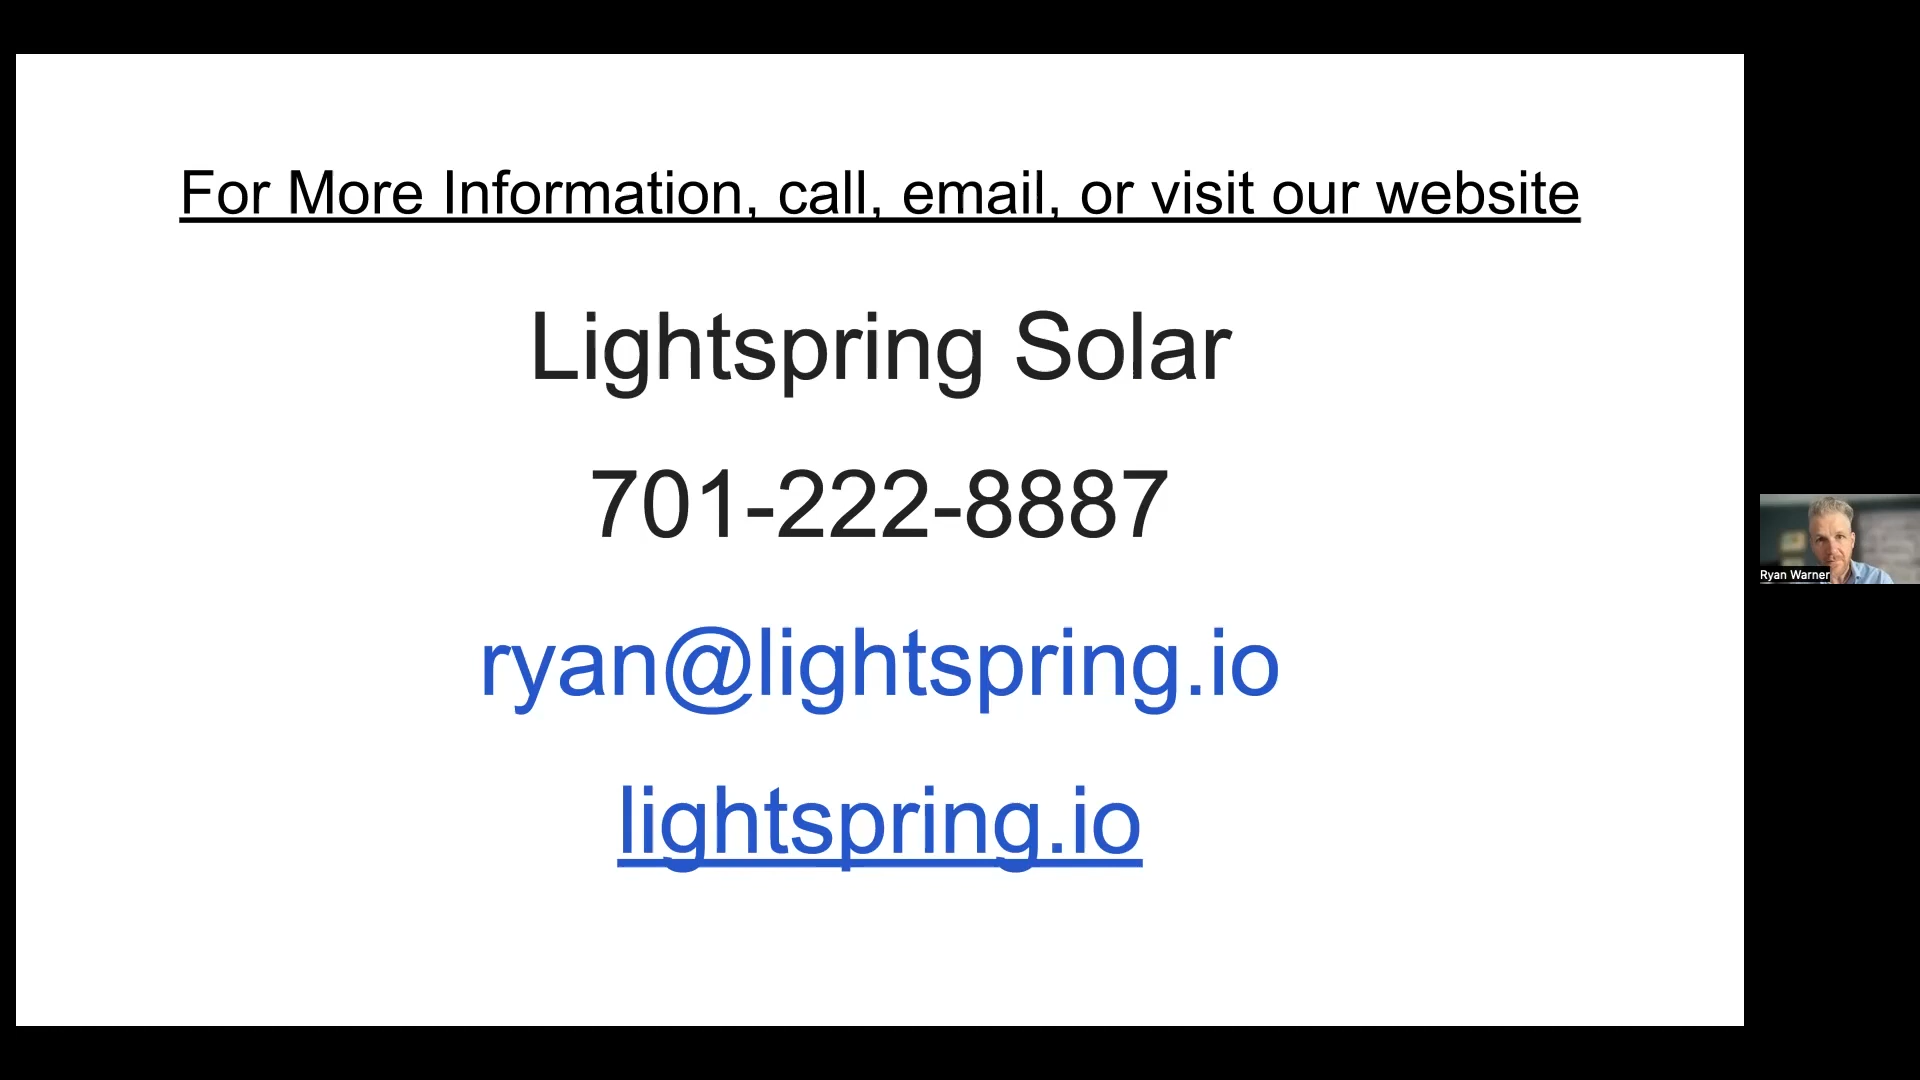 For More Information, call, email, or visit our website
Lightspring Solar
701-222-8887
ryan@lightspring.io
lightspring.io
Ryan Warner